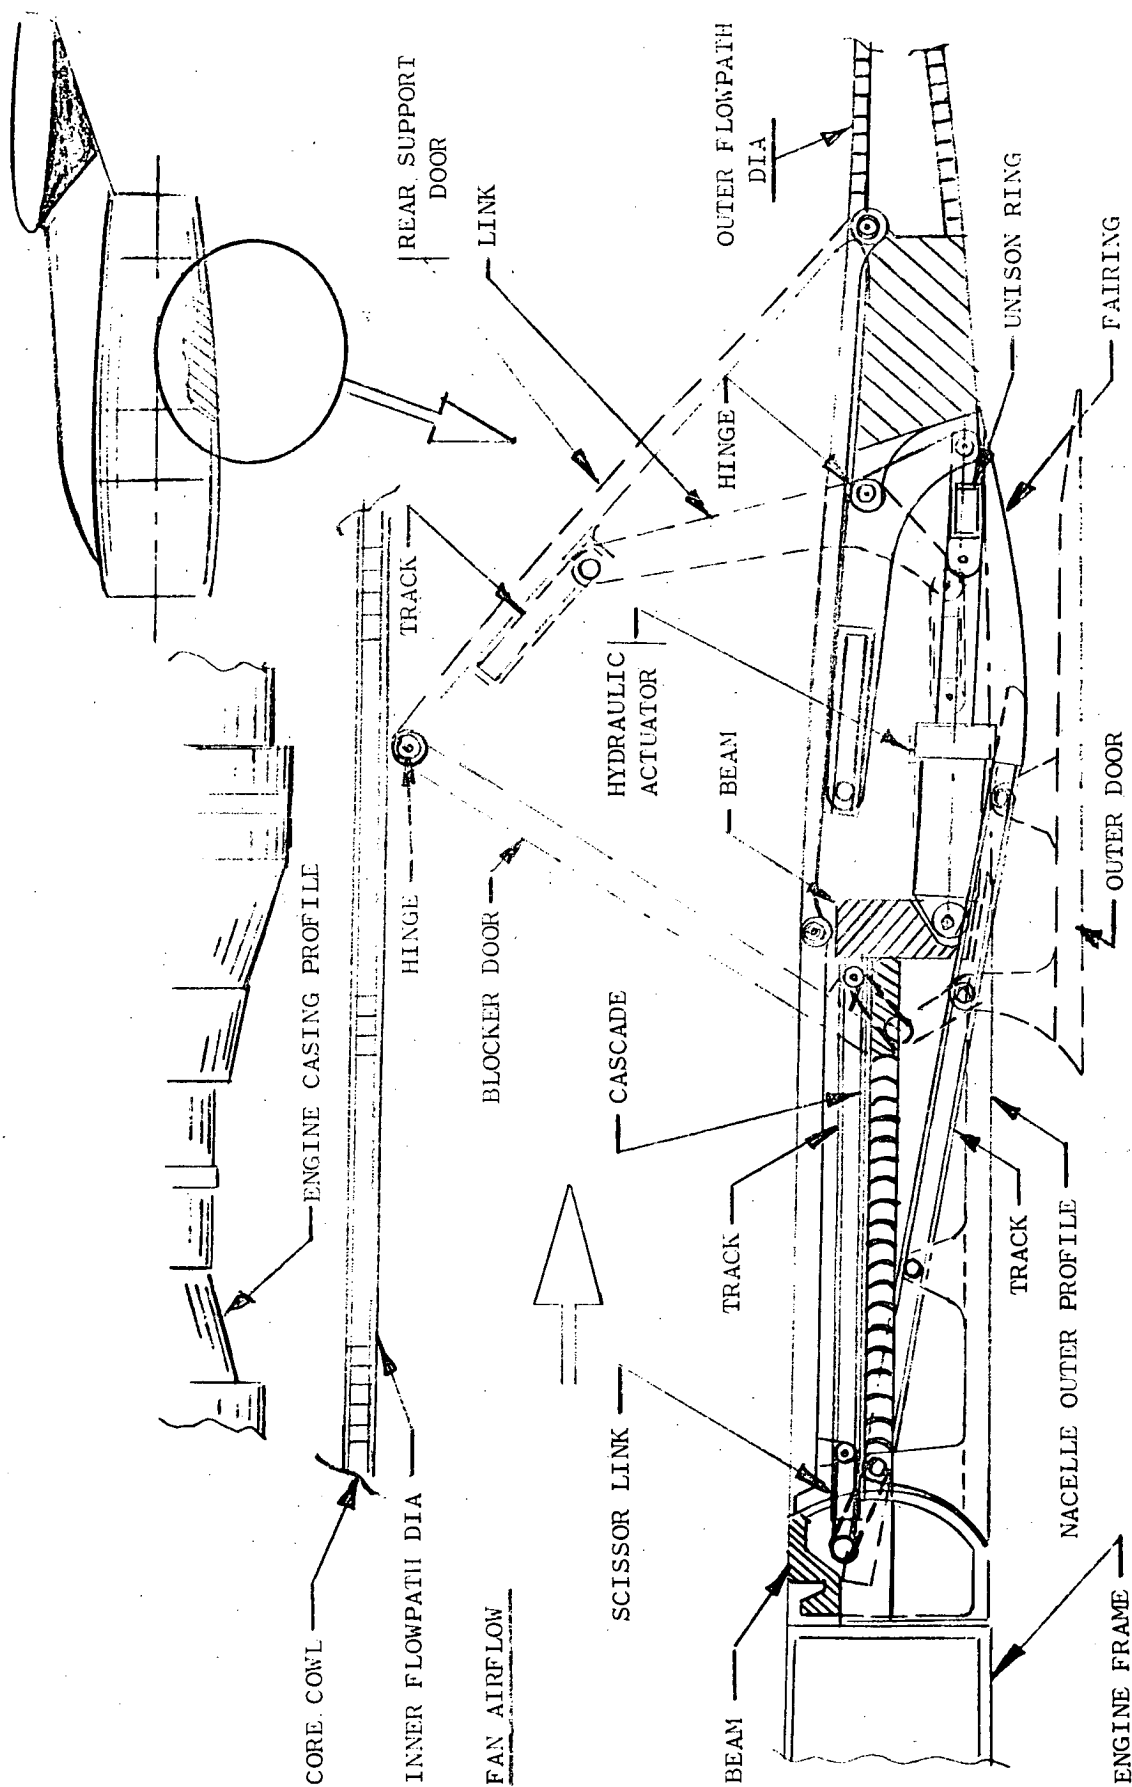 CORE COWL
INNER FLOWPATH DIA
FAN AIRFLOW
ENGINE CASING PROFILE
HINGE
TRACK
REAR SUPPORT
DOOR
LINK
BLOCKER DOOR
HYDRAULIC
ACTUATOR
HINGE
OUTER FLOWPATH
DIA
SCISSOR LINK
CASCADE
BEAM
BEAM
TRACK
UNISON RING
TRACK
NACELLE OUTER PROFILE
FAIRING
OUTER DOOR
ENGINE FRAME